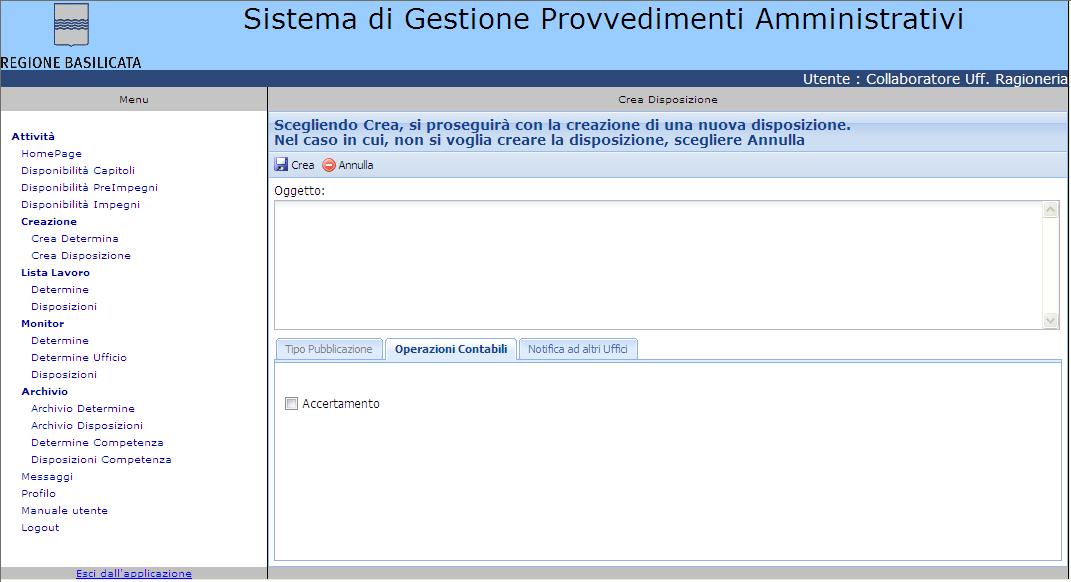 Sistema di Gestione Provvedimenti Amministrativi
REGIONE BASILICATA
Utente : Collaboratore Uff. Ragioneria
Menu
Attività
HomePage
Disponibilità Capitoli
Disponibilità PreImpegni
Disponibilità Impegni
Creazione
Crea Determina
Crea Disposizione
Lista Lavoro
Determine
Disposizioni
Monitor
Determine
Determine Ufficio
Disposizioni
Archivio
Archivio Determine
Archivio Disposizioni
Determine Competenza
Disposizioni Competenza
Messaggi
Profilo
Manuale utente
Logout
Esci dall'applicazione
Crea Disposizione
Scegliendo Crea, si proseguirà con la creazione di una nuova disposizione.
Nel caso in cui, non si voglia creare la disposizione, scegliere Annulla
Crea Annulla
Oggetto:
Tipo Pubblicazione Operazioni Contabili Notifica ad altri Uffici
Accertamento